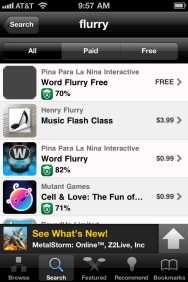 AT&T 9:57 AM
Search flurry
All Paid Free
Pina Para La Nina Interactive
Word Flurry Free FREE
70%
Henry Flurry
Music Flash Class $3.99
Pina Para La Nina Interactive
Word Flurry $0.99
82%
Mutant Games
Cell & Love: The Fun of… $0.99
71%
Limited
See What's New!
MetalStorm: Online™, Z2Live, Inc
Browse Search Featured Recommend Bookmarks